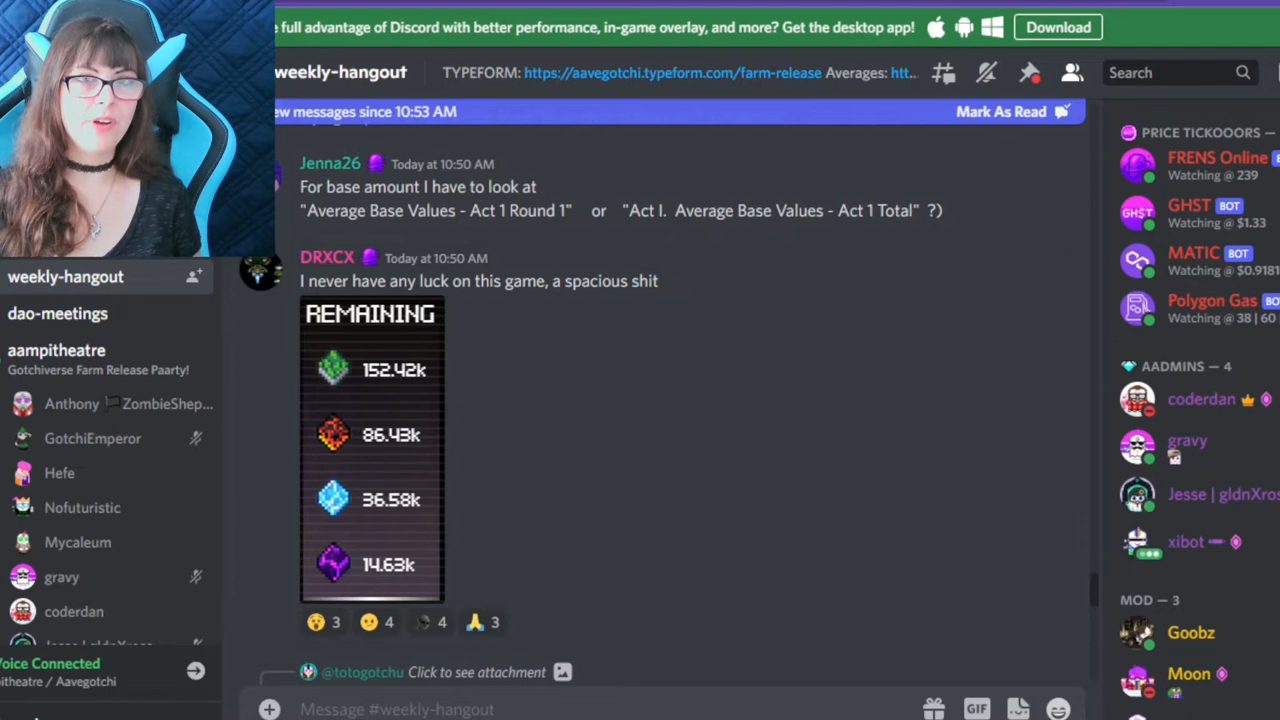 full advantage of Discord with better performance, in-game overlay, and more? Get the desktop app! Download
weekly-hangout TYPEFORM: https://aavegotchi.typeform.com/farm-release Averages: htt... Search
messages since 10:53 AM Mark As Read
Jenna26 Today at 10:50 AM
For base amount I have to look at
"Average Base Values - Act 1 Round 1" or "Act I. Average Base Values - Act 1 Total" ?)
DRXCX Today at 10:50 AM
I never have any luck on this game, a spacious shit
REMAINING
152.42k
86.43k
36.58k
14.63k
3 4 4 3
@totogotchu Click to see attachment
Message #weekly-hangout
GIF
weekly-hangout
dao-meetings
aampitheatre
Gotchiverse Farm Release Paarty!
Anthony ZombieShep...
GotchiEmperor
Hefe
Nofuturistic
Mycaleum
gravy
coderdan
Voice Connected
pitheatre / Aavegotchi
PRICE TICKOOORS —
FRENS Online
Watching @ 239
GHST BOT
Watching @ $1.33
MATIC BOT
Watching @ $0.9181
Polygon Gas BO
Watching @ 38 | 60
AADMINS — 4
coderdan
gravy
Jesse | gldnXros
xibot
MOD — 3
Goobz
Moon